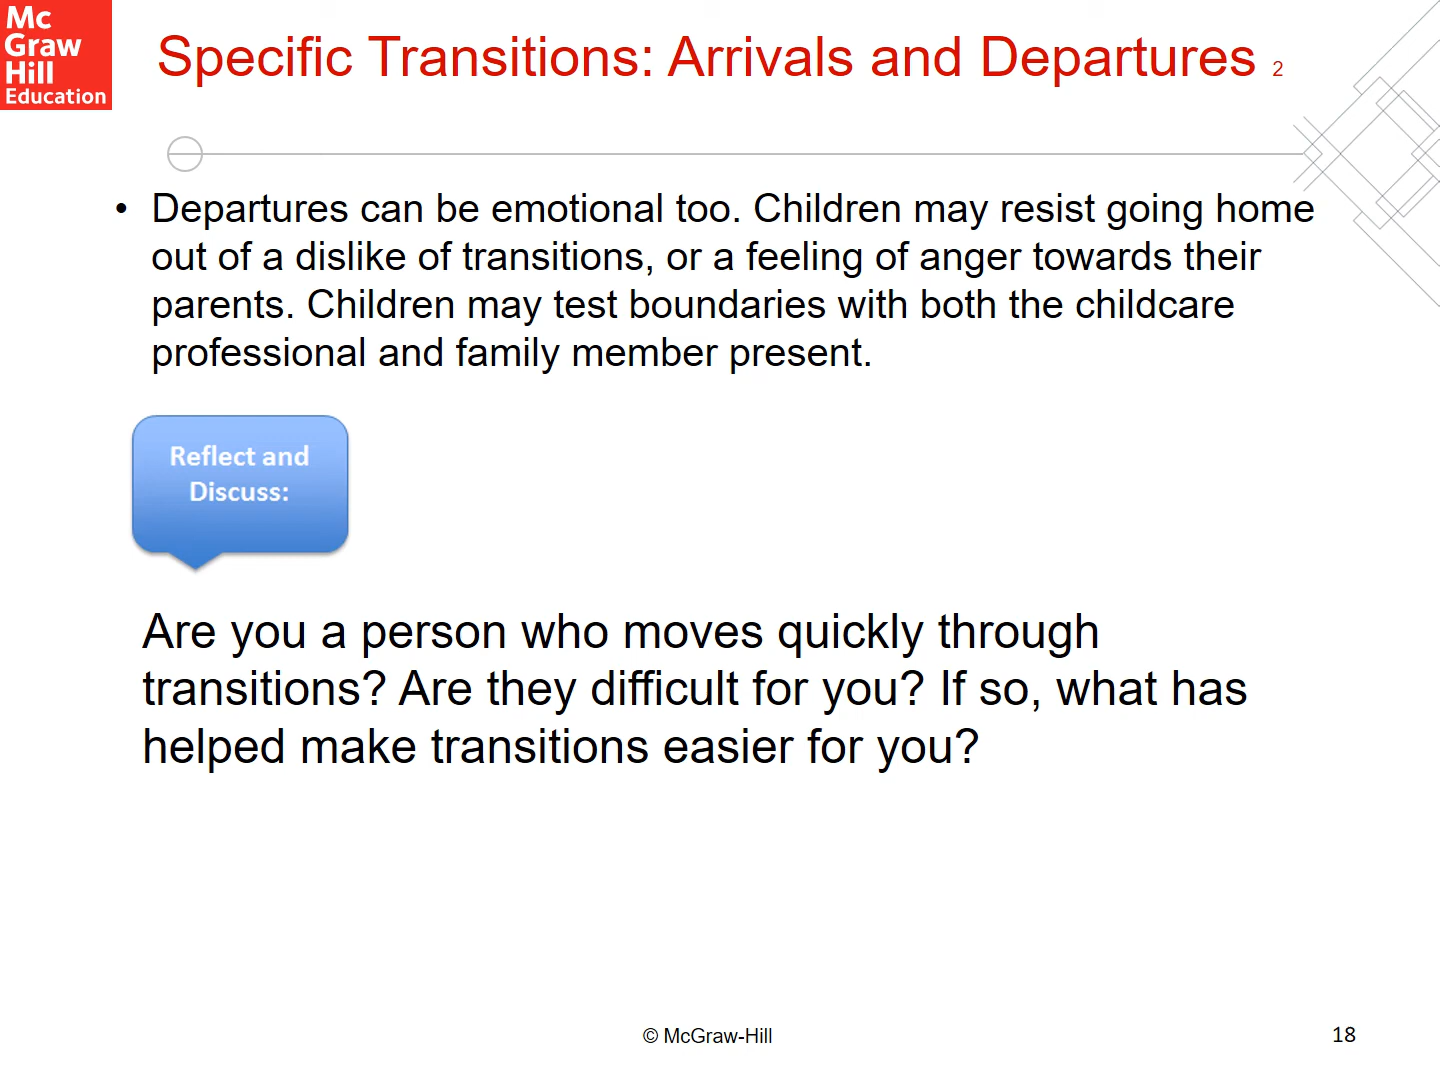 Mc
Graw
Hill
Education
Specific Transitions: Arrivals and Departures 2
• Departures can be emotional too. Children may resist going home
out of a dislike of transitions, or a feeling of anger towards their
parents. Children may test boundaries with both the childcare
professional and family member present.
Reflect and
Discuss:
Are you a person who moves quickly through
transitions? Are they difficult for you? If so, what has
helped make transitions easier for you?
© McGraw-Hill
18